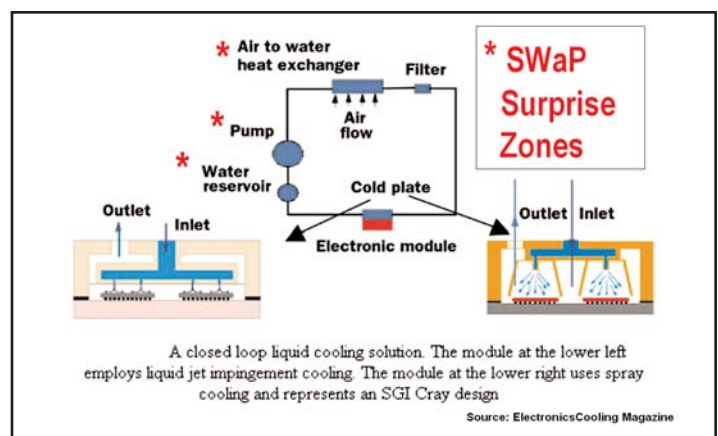 * Air to water
heat exchanger
Filter
* SWaP
Surprise
Zones
Air
flow
* Pump
* Water
reservoir
Cold plate
Outlet
Inlet
Electronic module
Outlet
Inlet
A closed loop liquid cooling solution. The module at the lower left
employs liquid jet impingement cooling. The module at the lower right uses spray
cooling and represents an SGI Cray design
Source: ElectronicsCooling Magazine